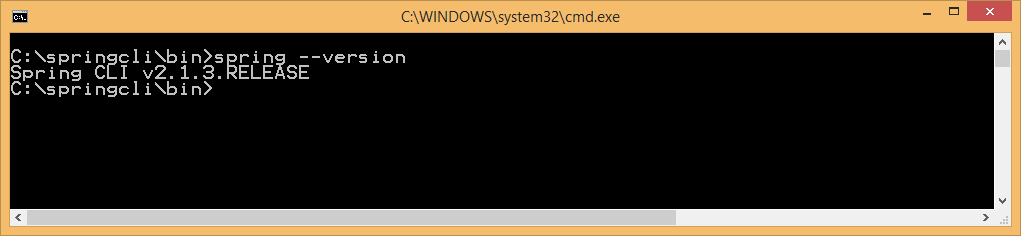 C:\WINDOWS\system32\cmd.exe
C:\springcli\bin>spring --version
Spring CLI v2.1.3.RELEASE
C:\springcli\bin>